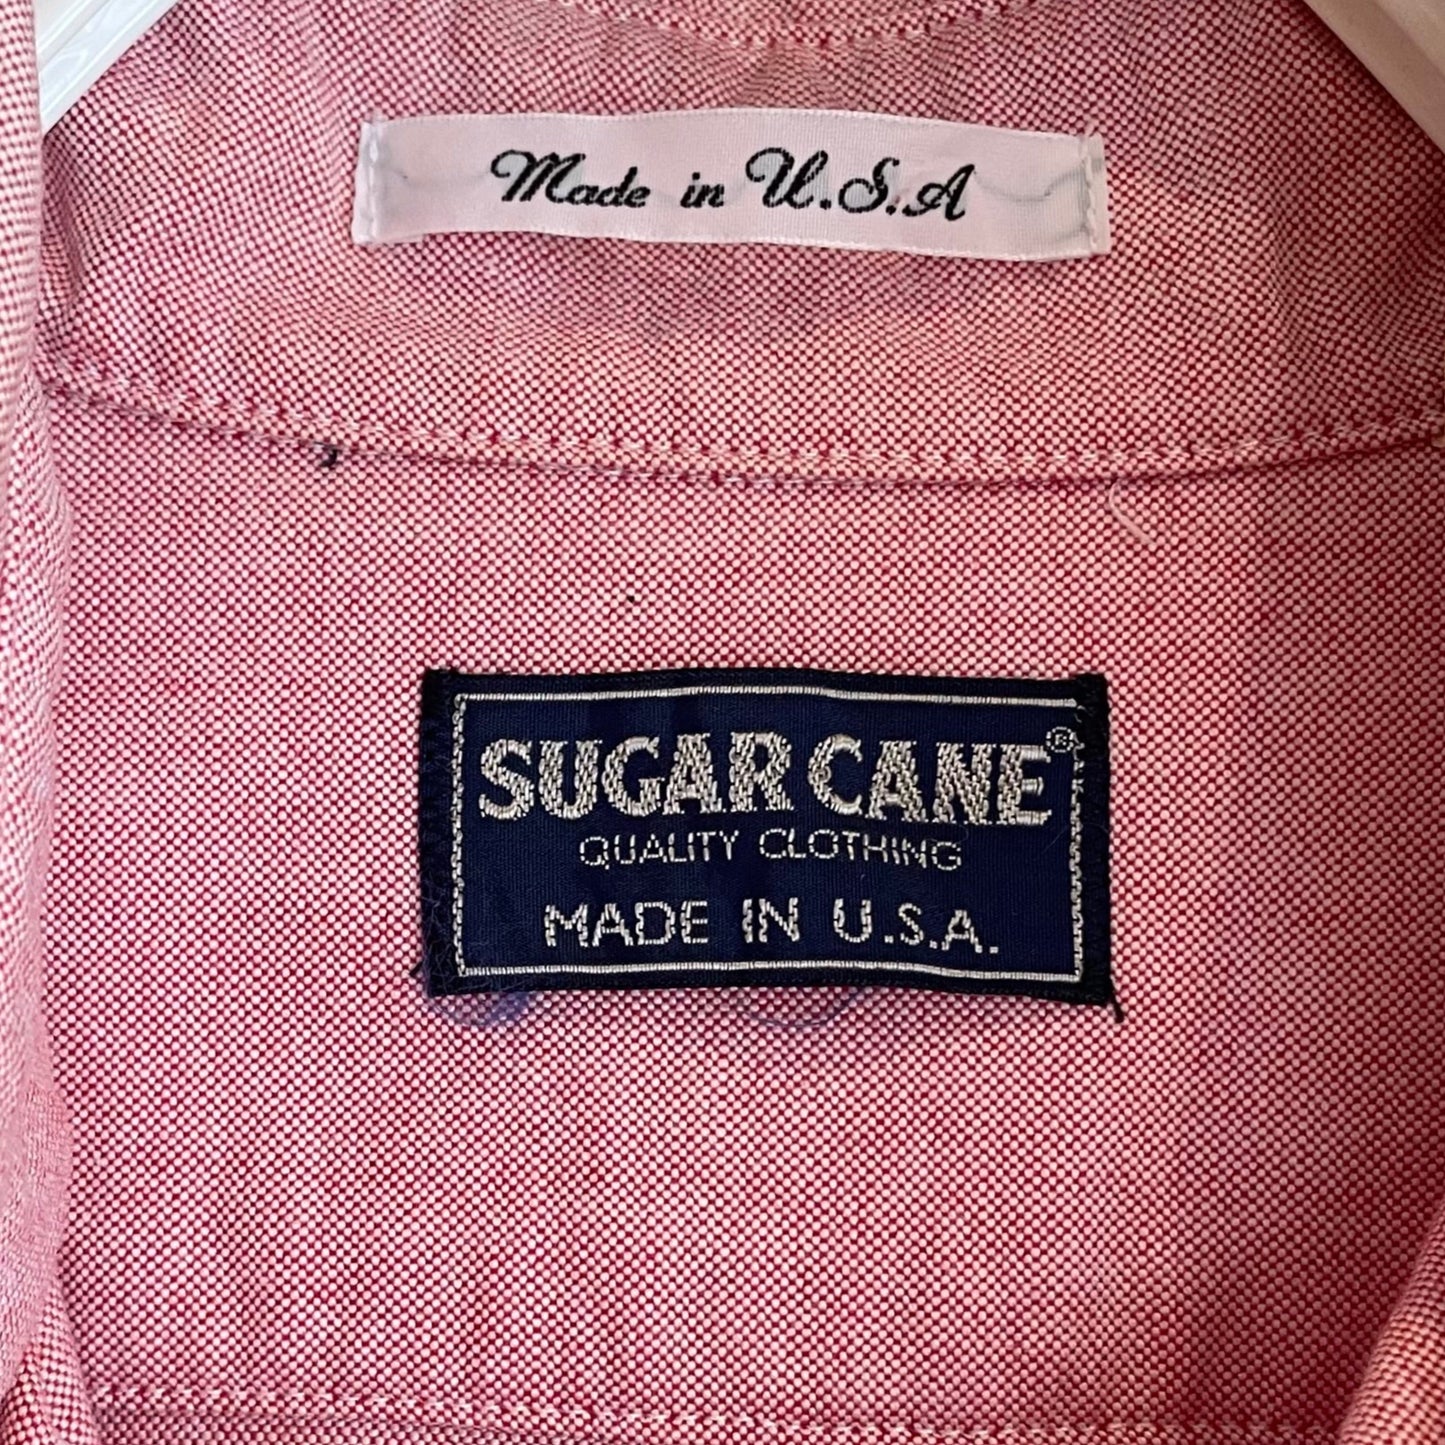 Made in U.S.A
SUGAR CANE®
QUALITY CLOTHING
MADE IN U.S.A.